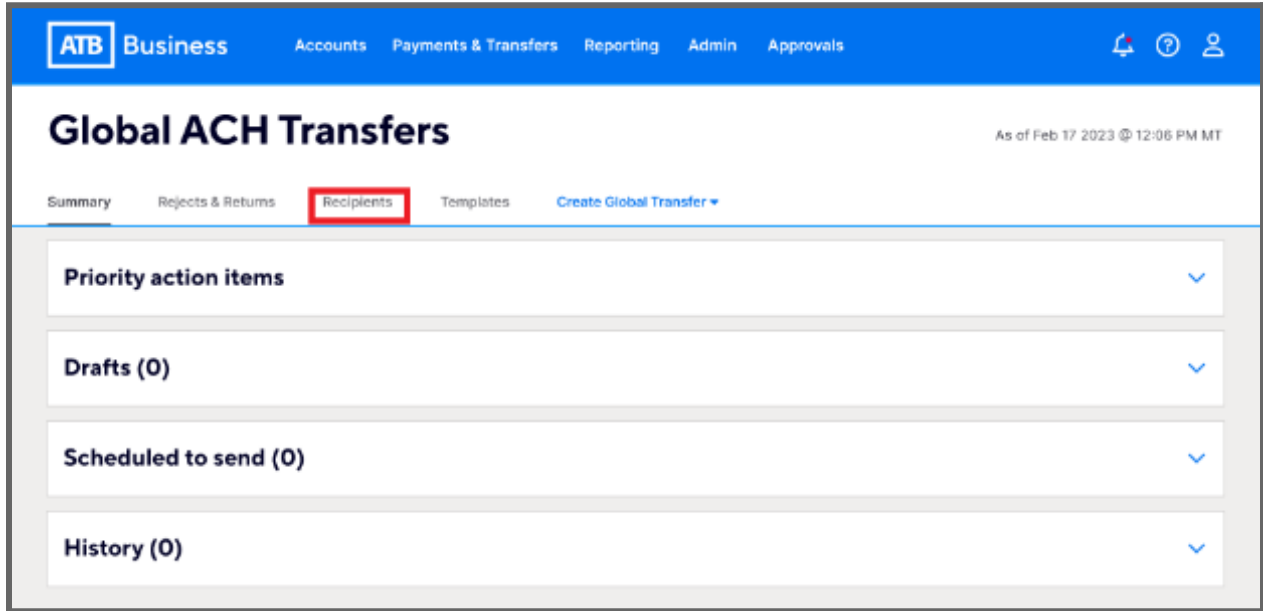 ATB Business Accounts Payments & Transfers Reporting Admin Approvals
Global ACH Transfers
As of Feb 17 2023 @ 12:06 PM MT
Summary Rejects & Returns Recipients Templates Create Global Transfer
Priority action items
Drafts (0)
Scheduled to send (0)
History (0)